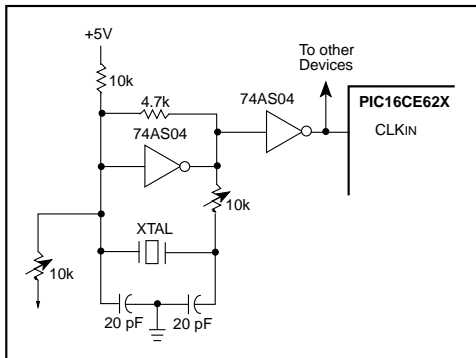 +5V
10k
4.7k
74AS04
74AS04
To other
Devices
PIC16CE62X
CLKIN
10k
XTAL
10k
20 pF
20 pF